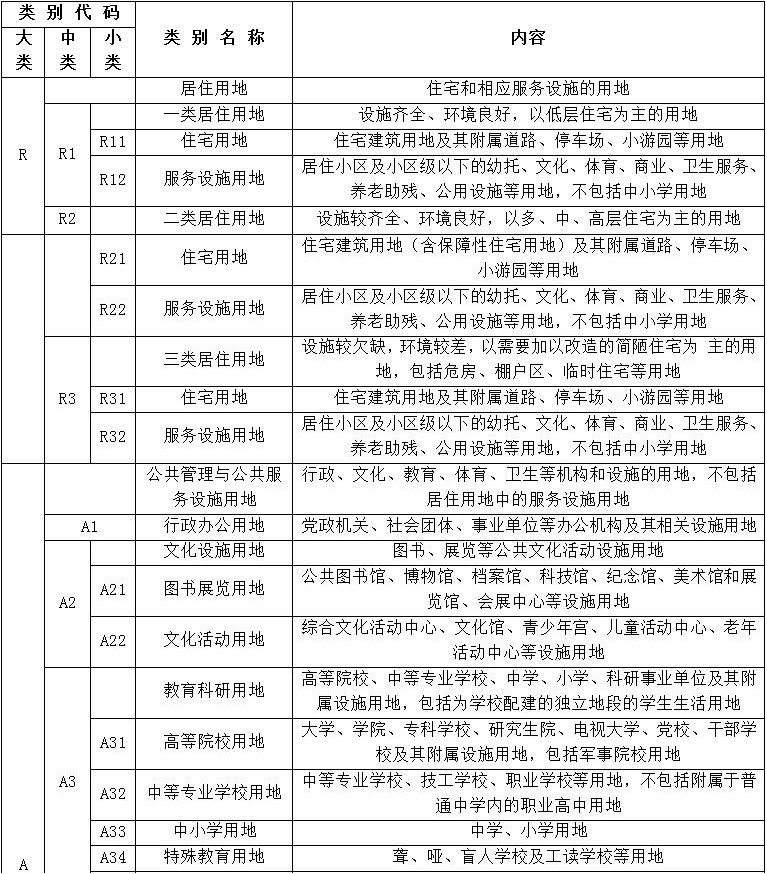 类 别 代 码
大类 中类 小类 类 别 名 称 内容
居住用地 住宅和相应服务设施的用地
一类居住用地 设施齐全、环境良好，以低层住宅为主的用地
R R1 R11 住宅用地 住宅建筑用地及其附属道路、停车场、小游园等用地
R12 服务设施用地 居住小区及小区级以下的幼托、文化、体育、商业、卫生服务、
养老助残、公用设施等用地，不包括中小学用地
R2 二类居住用地 设施较齐全、环境良好，以多、中、高层住宅为主的用地
R21 住宅用地 住宅建筑用地（含保障性住宅用地）及其附属道路、停车场、
小游园等用地
R22 服务设施用地 居住小区及小区级以下的幼托、文化、体育、商业、卫生服务、
养老助残、公用设施等用地，不包括中小学用地
三类居住用地 设施较欠缺，环境较差，以需要加以改造的简陋住宅为 主的用
地，包括危房、棚户区、临时住宅等用地
R3 R31 住宅用地 住宅建筑用地及其附属道路、停车场、小游园等用地
R32 服务设施用地 居住小区及小区级以下的幼托、文化、体育、商业、卫生服务、
养老助残、公用设施等用地，不包括中小学用地
公共管理与公共服 行政、文化、教育、体育、卫生等机构和设施的用地，不包括
务设施用地 居住用地中的服务设施用地
A1 行政办公用地 党政机关、社会团体、事业单位等办公机构及其相关设施用地
文化设施用地 图书、展览等公共文化活动设施用地
A2 A21 图书展览用地 公共图书馆、博物馆、档案馆、科技馆、纪念馆、美术馆和展
览馆、会展中心等设施用地
A22 文化活动用地 综合文化活动中心、文化馆、青少年宫、儿童活动中心、老年
活动中心等设施用地
教育科研用地 高等院校、中等专业学校、中学、小学、科研事业单位及其附
属设施用地，包括为学校配建的独立地段的学生生活用地
A31 高等院校用地 大学、学院、专科学校、研究生院、电视大学、党校、干部学
校及其附属设施用地，包括军事院校用地
A3 A32 中等专业学校用地 中等专业学校、技工学校、职业学校等用地，不包括附属于普
通中学内的职业高中用地
A33 中小学用地 中学、小学用地
A A34 特殊教育用地 聋、哑、盲人学校及工读学校等用地